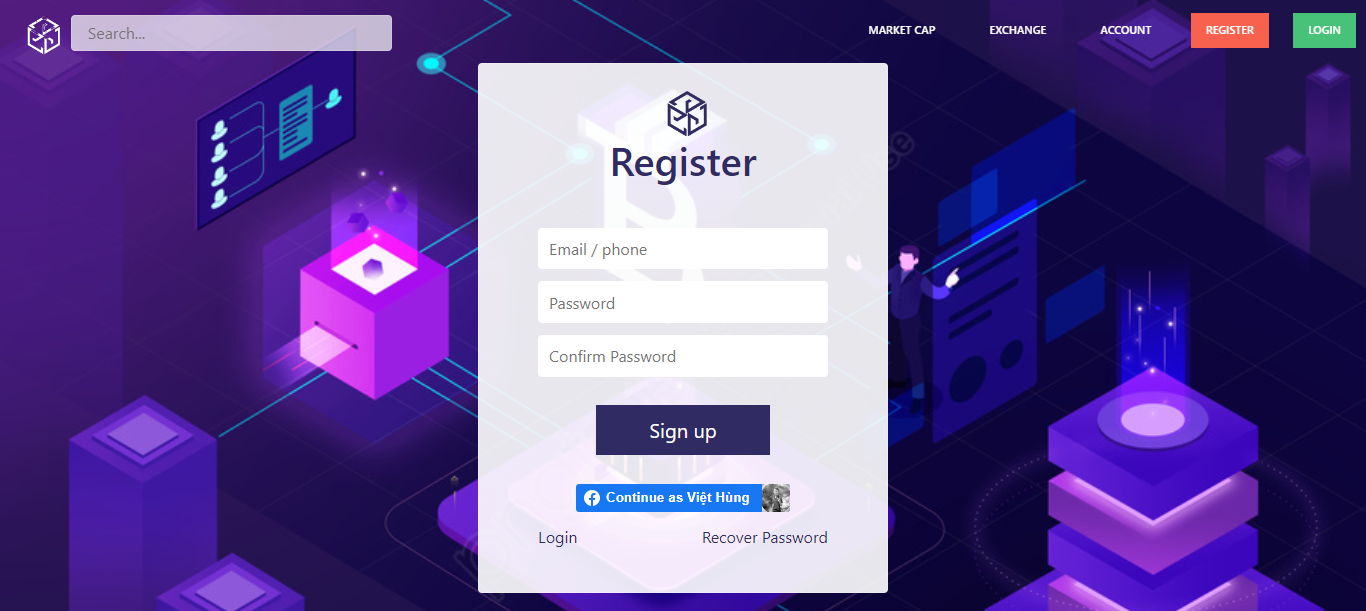 Search...
MARKET CAP
EXCHANGE
ACCOUNT
REGISTER
LOGIN
Register
Email / phone
Password
Confirm Password
Sign up
Continue as Việt Hùng
Login
Recover Password